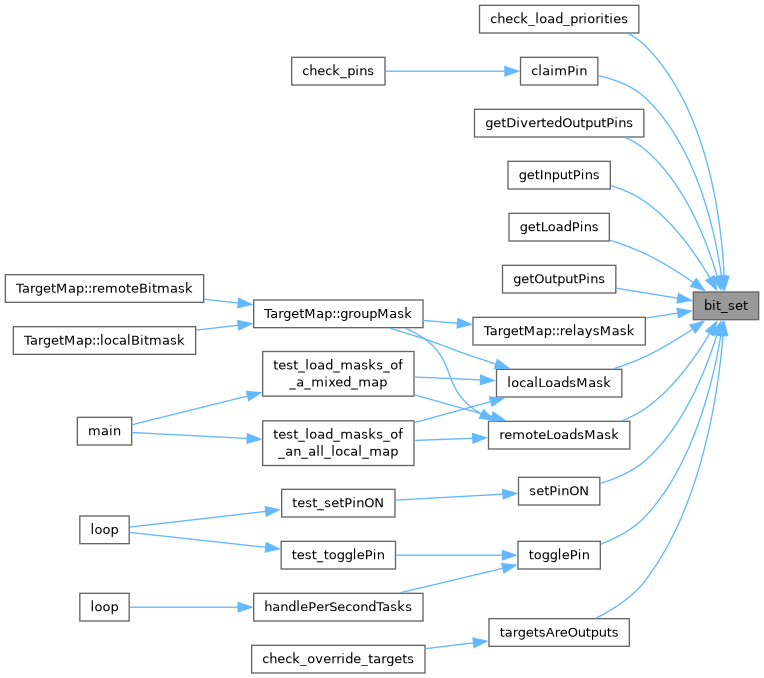 check_load_priorities
check_pins
claimPin
getDivertedOutputPins
getInputPins
getLoadPins
getOutputPins
bit_set
TargetMap::remoteBitmask
TargetMap::groupMask
TargetMap::relaysMask
TargetMap::localBitmask
test_load_masks_of
_a_mixed_map
localLoadsMask
main
test_load_masks_of
_an_all_local_map
remoteLoadsMask
setPinON
test_setPinON
loop
test_togglePin
togglePin
loop
handlePerSecondTasks
targetsAreOutputs
check_override_targets